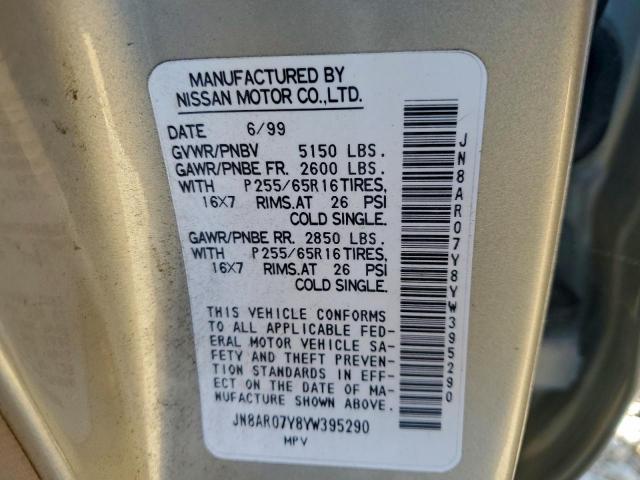 MANUFACTURED BY
NISSAN MOTOR CO.,LTD.
DATE 6/99
GVWR/PNBV 5150 LBS.
GAWR/PNBE FR. 2600 LBS.
WITH P255/65R16TIRES,
16X7 RIMS.AT 26 PSI
COLD SINGLE.
GAWR/PNBE RR. 2850 LBS.
WITH P255/65R16TIRES,
16X7 RIMS.AT 26 PSI
COLD SINGLE.
THIS VEHICLE CONFORMS
TO ALL APPLICABLE FED-
ERAL MOTOR VEHICLE SA-
FETY AND THEFT PREVEN-
TION STANDARDS IN EFF-
ECT ON THE DATE OF MA-
NUFACTURE SHOWN ABOVE.
JN8AR07Y8YW395290
MPV
JN8AR07Y8YW395290